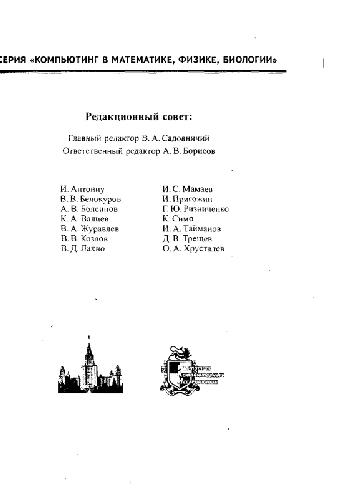 СЕРИЯ «КОМПЬЮТИНГ В МАТЕМАТИКЕ, ФИЗИКЕ, БИОЛОГИИ»
Редакционный совет:
Главный редактор В. А. Садовничий
Ответственный редактор А. В. Борисов
И. Антониу
В. В. Белокуров
А. В. Болсинов
К. А. Валиев
В. А. Журавлев
В. В. Козлов
В. Д. Лахно
И. С. Мамаев
И. Пригожин
Г. Ю. Ризниченко
К. Симо
И. А. Тайманов
Д. В. Трещев
О. А. Хрусталев